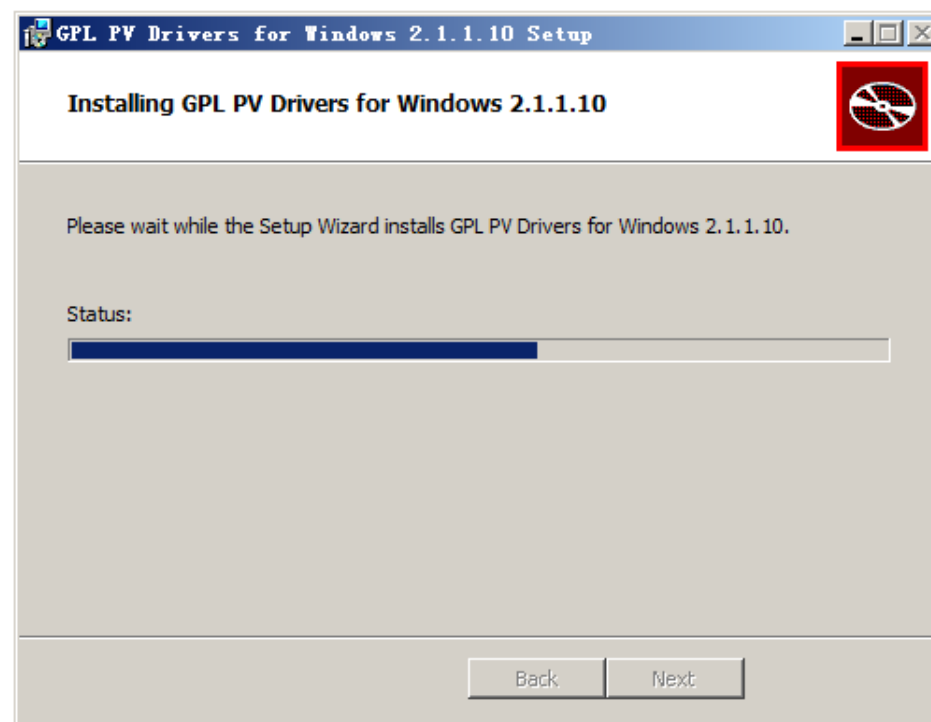 GPL PV Drivers for Windows 2.1.1.10 Setup
Installing GPL PV Drivers for Windows 2.1.1.10
Please wait while the Setup Wizard installs GPL PV Drivers for Windows 2.1.1.10.
Status:
Back Next